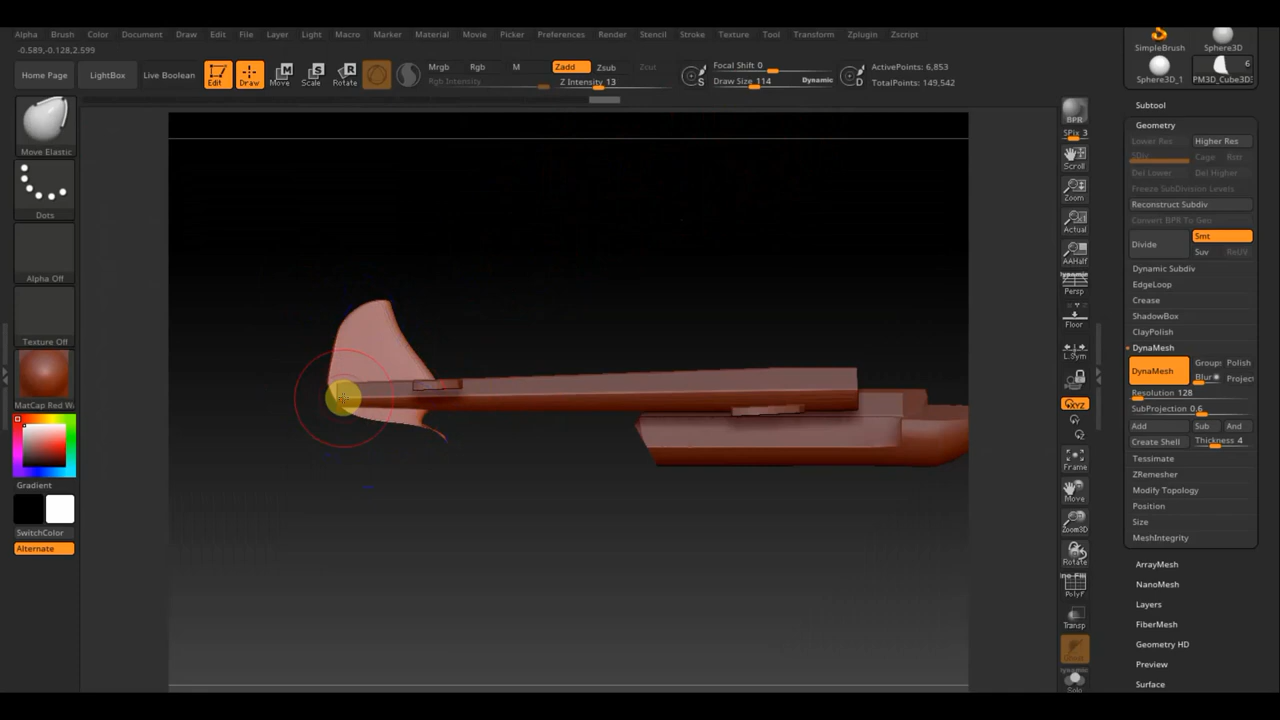 Alpha Brush Color Document Draw Edit File Layer Light Macro Marker Material Movie Picker Preferences Render Stencil Stroke Texture Tool Transform Zplugin Zscript
-0.589,-0.128,2.599
Home Page LightBox Live Boolean Edit Draw Move Scale Rotate
Mrgb Rgb M Zadd Zsub Zcut
Rgb Intensity Z Intensity 13
Focal Shift 0
Draw Size 114 Dynamic
S D
ActivePoints: 6,853
TotalPoints: 149,542
SimpleBrush Sphere3D
6
Sphere3D_1 PM3D_Cube3D
Move Elastic
Dots
Alpha Off
Texture Off
MatCap Red W
Gradient
SwitchColor
Alternate
BPR
SPix 3
Scroll
Zoom
Actual
AAHalf
Dynamic
Persp
Floor
L.Sym
XYZ
Frame
Move
Zoom3D
Rotate
PolyF
Transp
Dynamic
Solo
Subtool
Geometry
Lower Res Higher Res
SDiv Cage Rstr
Del Lower Del Higher
Freeze SubDivision Levels
Reconstruct Subdiv
Convert BPR To Geo
Divide Smt
Suv ReUV
Dynamic Subdiv
EdgeLoop
Crease
ShadowBox
ClayPolish
DynaMesh
DynaMesh Group Polish
Blur Project
Resolution 128
SubProjection 0.6
Add Sub And
Create Shell Thickness 4
Tessimate
ZRemesher
Modify Topology
Position
Size
MeshIntegrity
ArrayMesh
NanoMesh
Layers
FiberMesh
Geometry HD
Preview
Surface